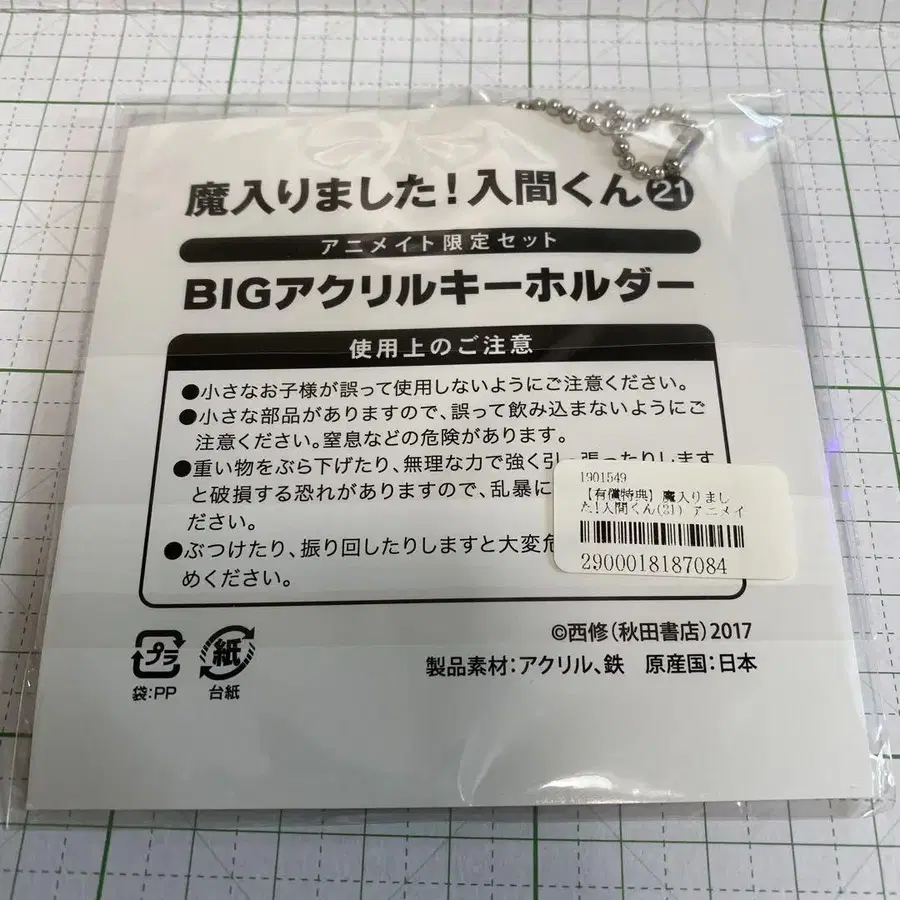 魔入りました！入間くん21
アニメイト限定セット
BIGアクリルキーホルダー
使用上のご注意
●小さなお子様が誤って使用しないようにご注意ください。
●小さな部品がありますので、誤って飲み込まないようにご
注意ください。窒息などの危険があります。
●重い物をぶら下げたり、無理な力で強く引っ張ったりします
と破損する恐れがありますので、乱暴に
ださい。
●ぶつけたり、振り回したりしますと大変危
めください。
1901549
【有償特典】魔入りまし
た!入間くん(21) アニメイ
2900018187084
©西修（秋田書店）2017
製品素材：アクリル、鉄　原産国：日本
プラ
紙
袋：PP
台紙